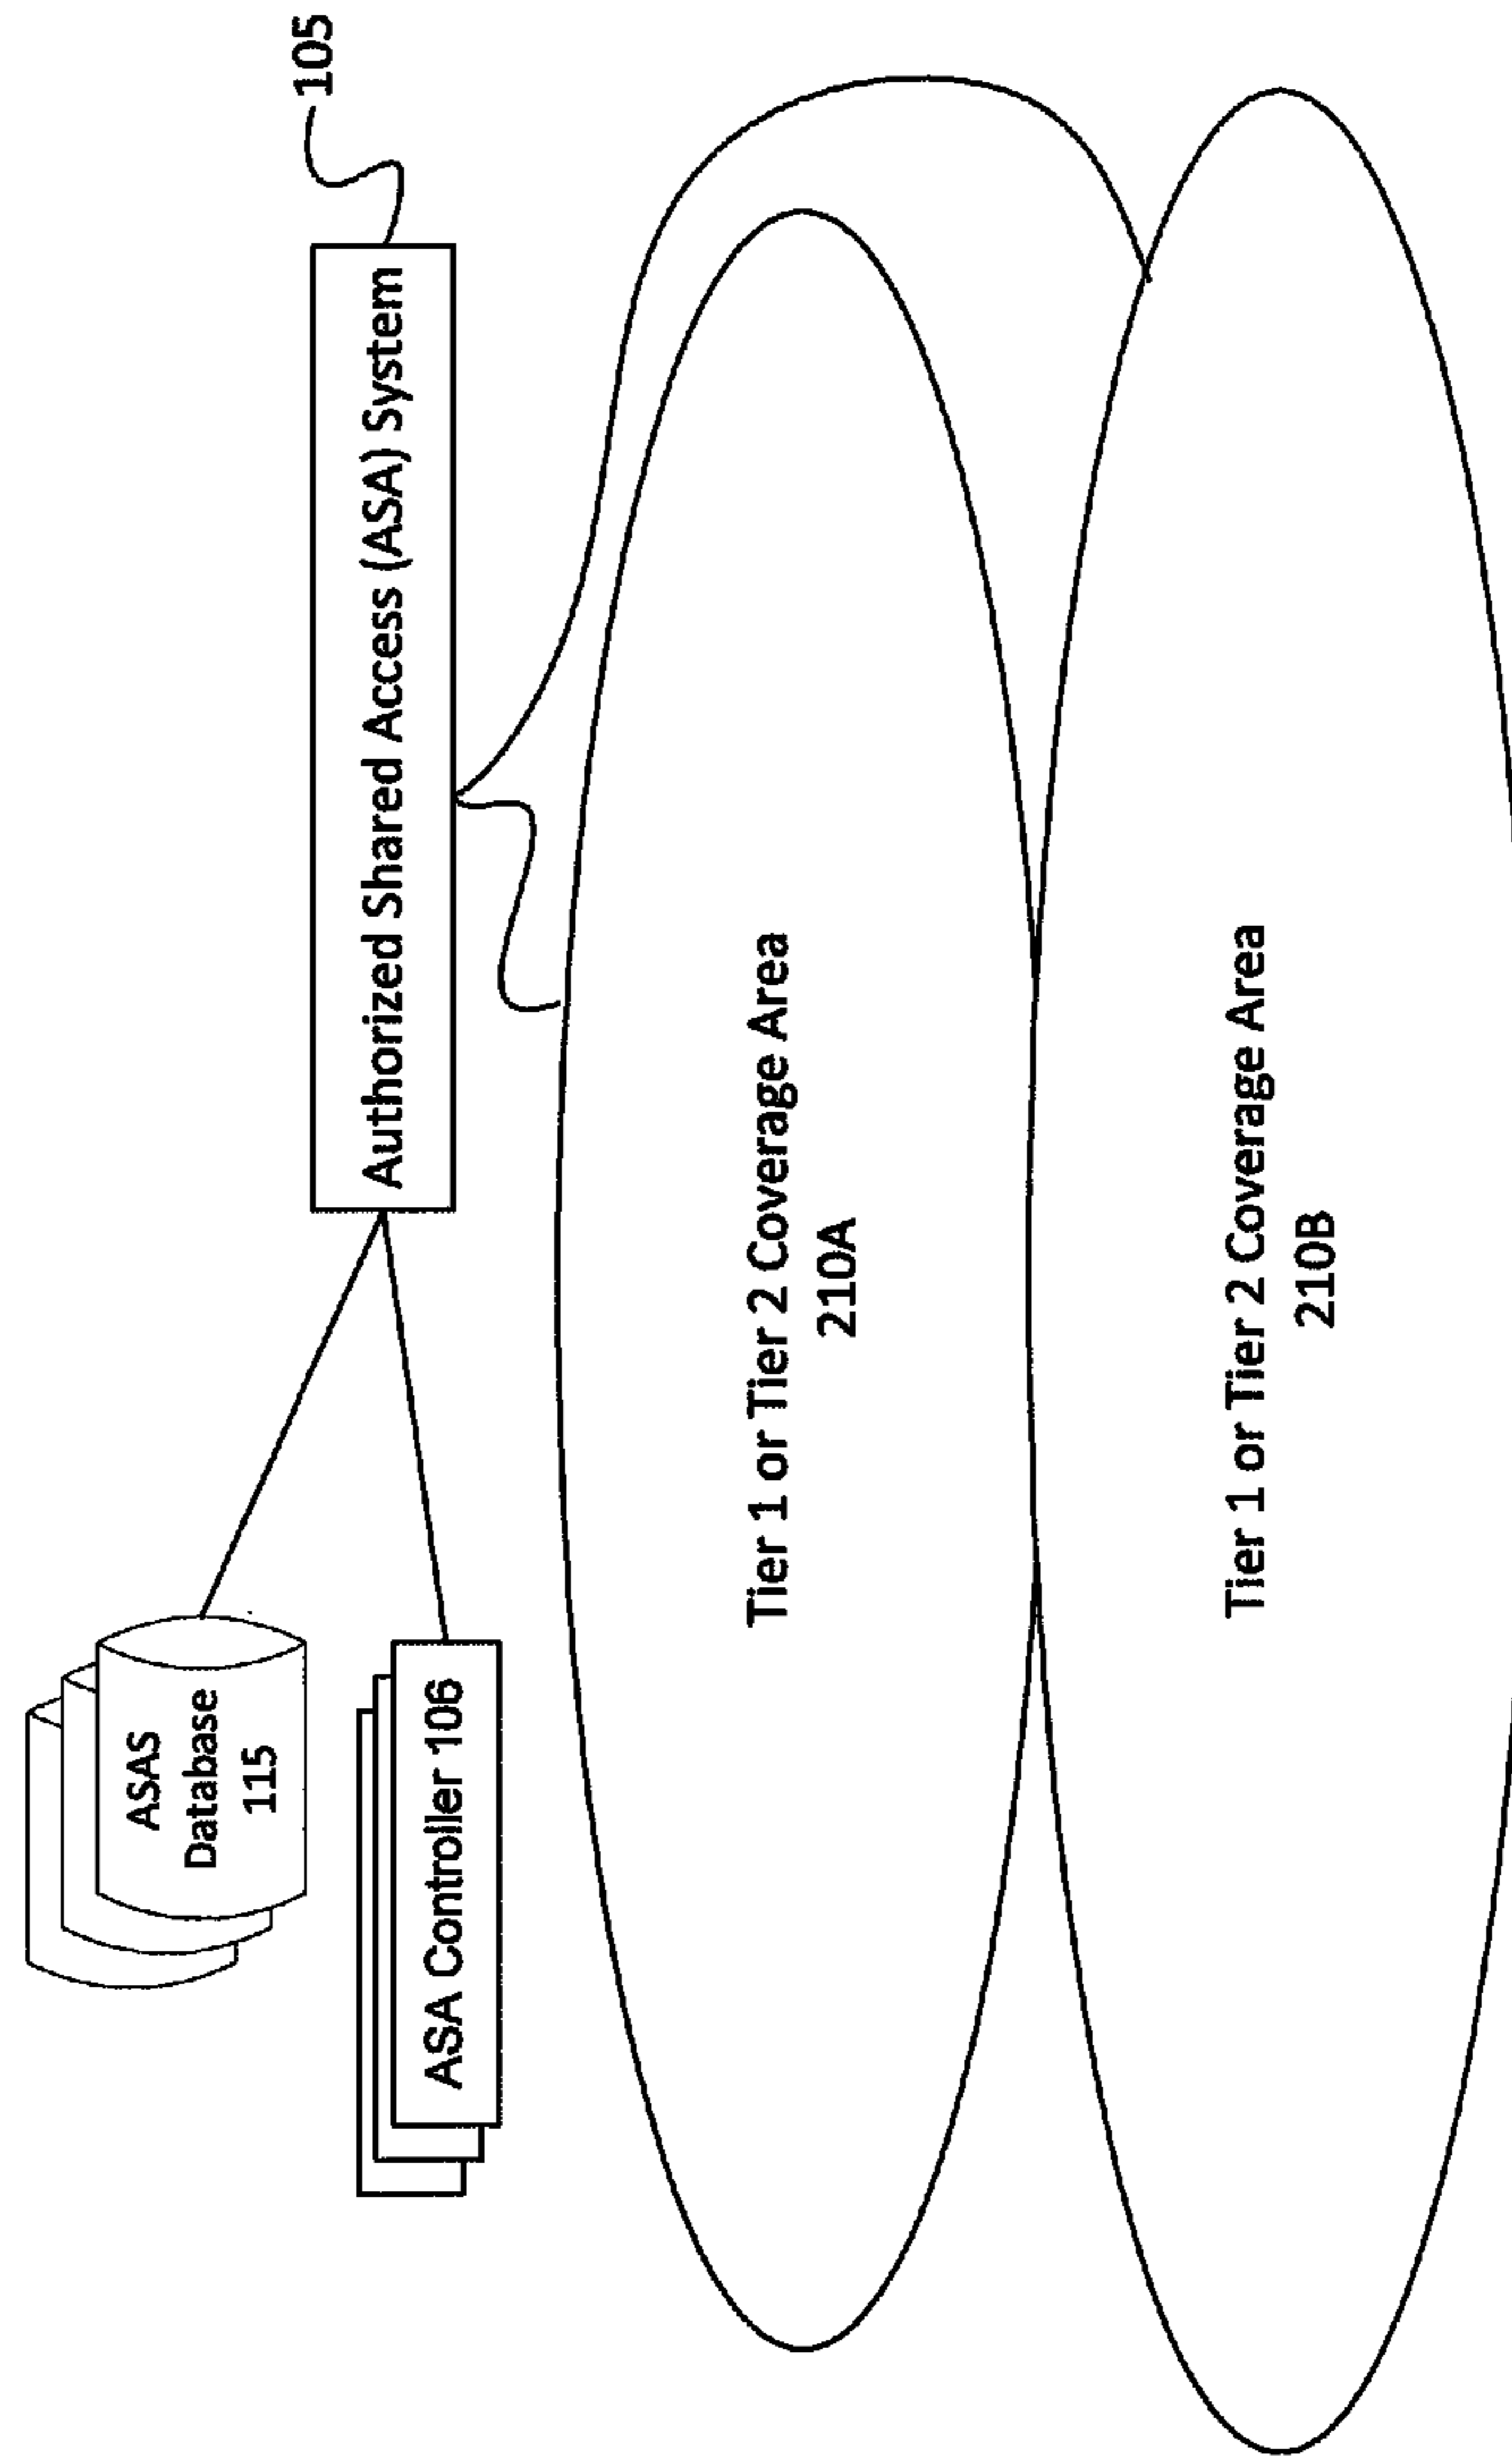 105
Authorized Shared Access (ASA) System
ASAS
Database
115
ASA Controller 106
Tier 1 or Tier 2 Coverage Area
210A
Tier 1 or Tier 2 Coverage Area
210B